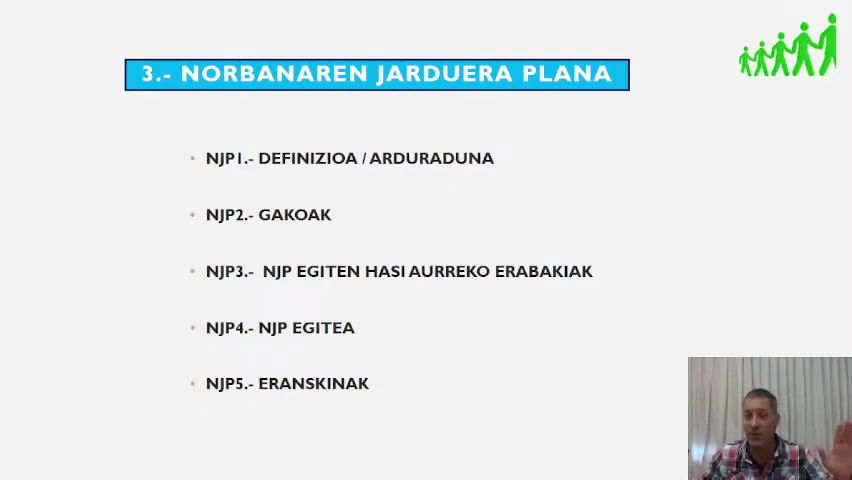 3.- NORBANAREN JARDUERA PLANA
• NJP1.- DEFINIZIOA / ARDURADUNA
• NJP2.- GAKOAK
• NJP3.- NJP EGITEN HASI AURREKO ERABAKIAK
• NJP4.- NJP EGITEA
• NJP5.- ERANSKINAK